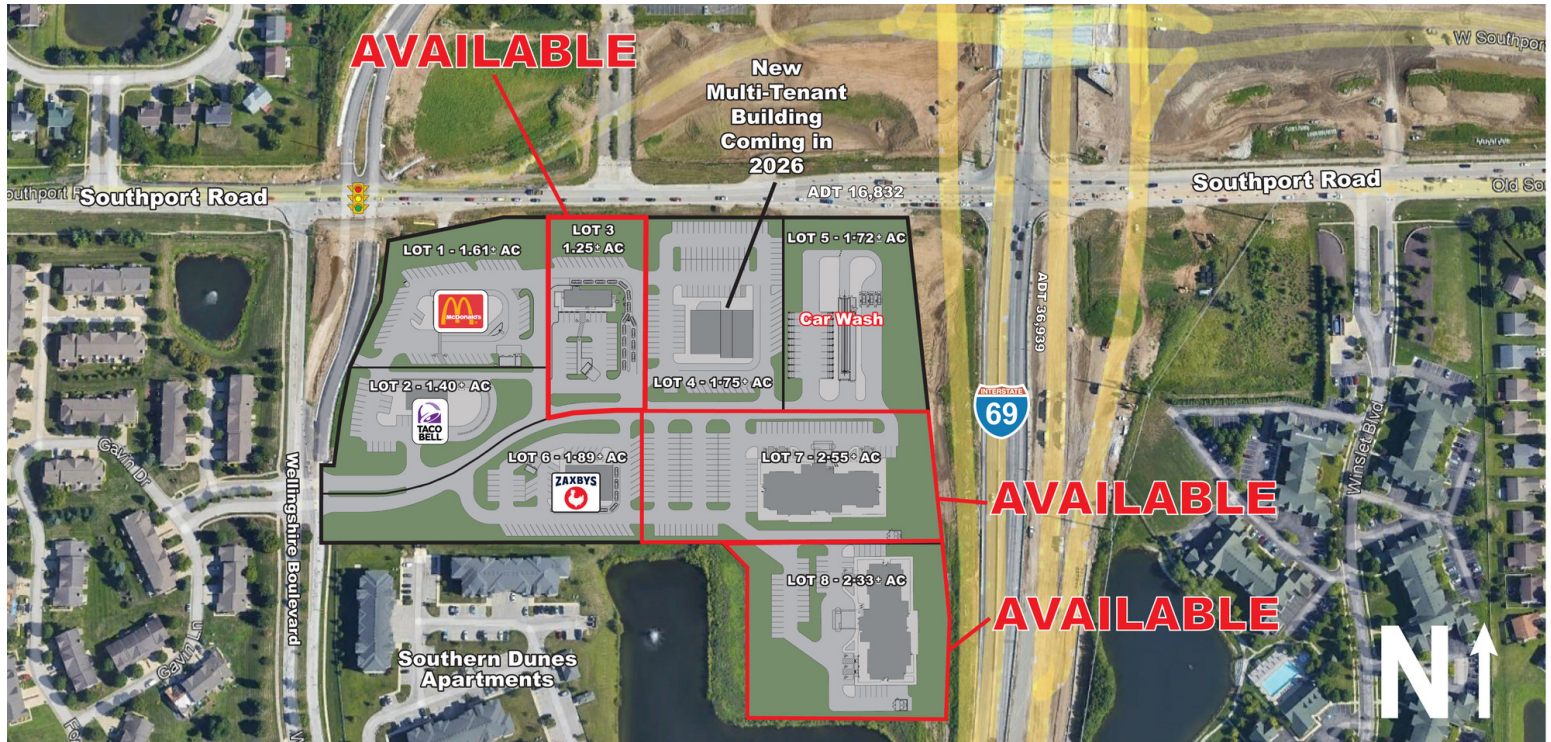 AVAILABLE
New
Multi-Tenant
Building
Coming in
2026
W Southport
Southport Road
ADT 16,832
Southport Road
LOT 1 - 1.61± AC
McDonald's
LOT 3
1.25± AC
LOT 5 - 1.72± AC
Car Wash
ADT 36,939
LOT 2 - 1.40± AC
TACO
BELL
LOT 4 - 1.75± AC
INTERSTATE
69
Gavin Dr
Wellingshire Boulevard
LOT 6 - 1.89± AC
ZAXBYS
LOT 7 - 2.55± AC
AVAILABLE
Winslet Blvd
LOT 8 - 2.33± AC
AVAILABLE
Gavin Ln
Southern Dunes
Apartments
N